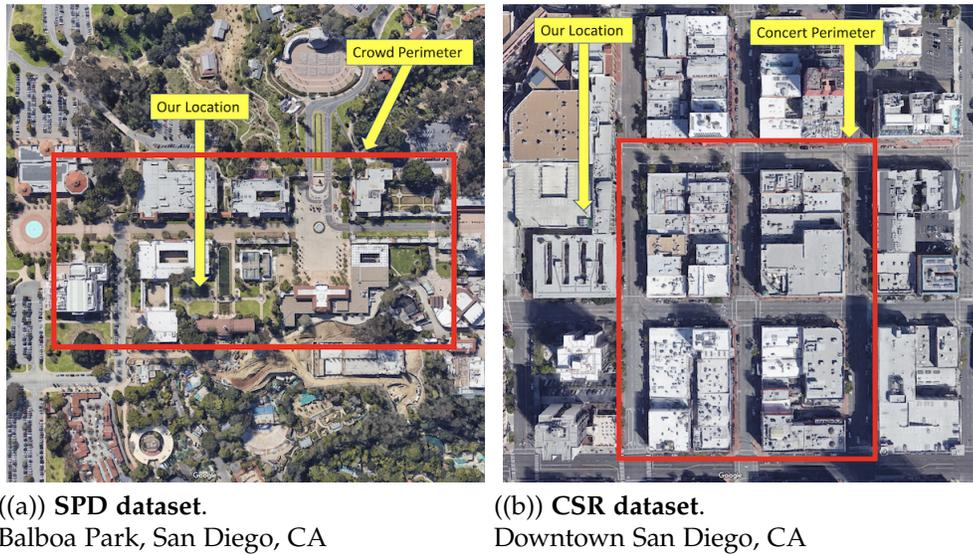 Our Location
Crowd Perimeter
Our Location
Concert Perimeter
Google
Google
((a)) SPD dataset.
Balboa Park, San Diego, CA
((b)) CSR dataset.
Downtown San Diego, CA